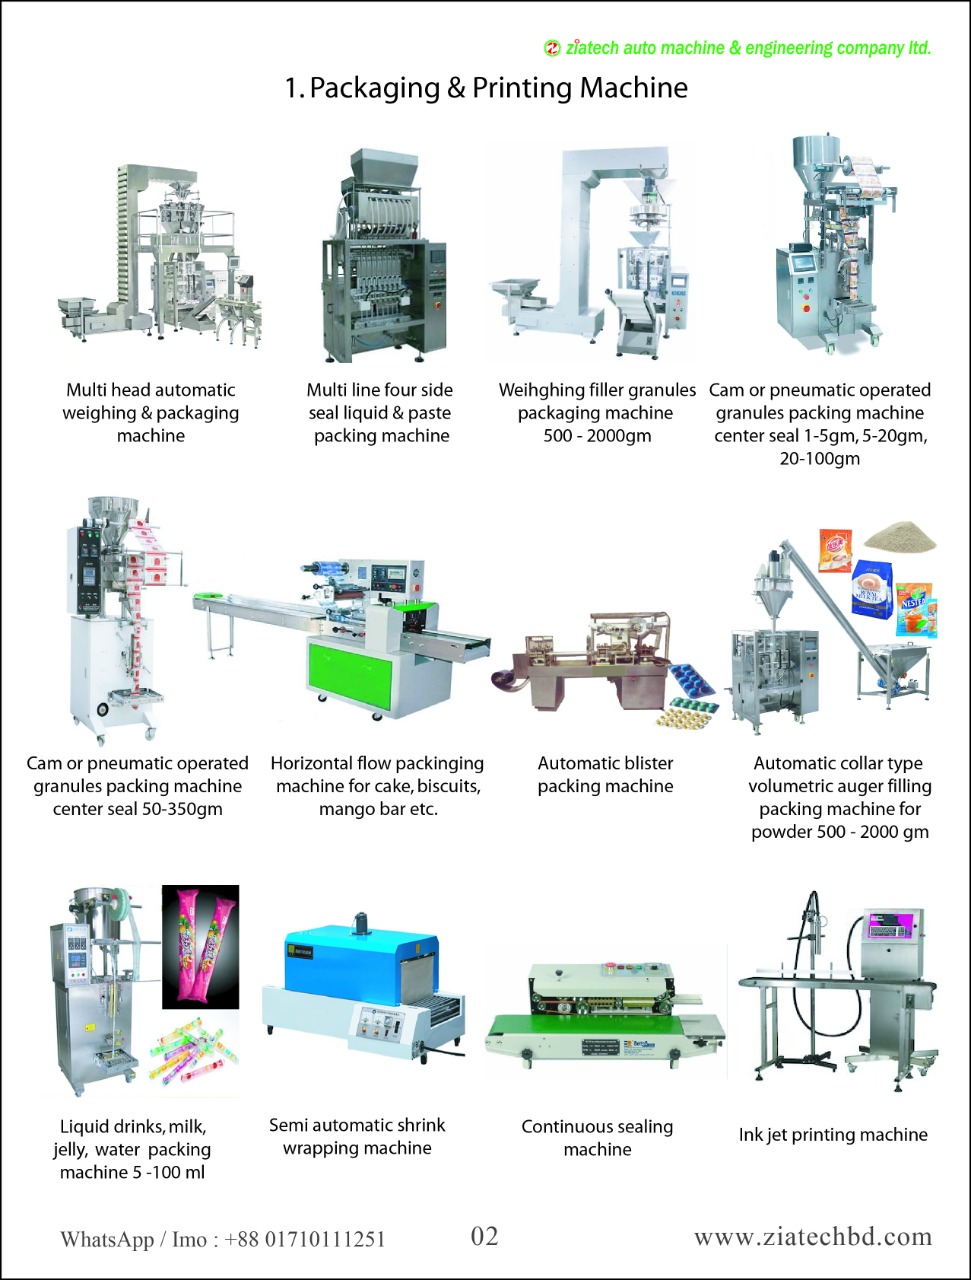 ziatech auto machine & engineering company ltd.
1. Packaging & Printing Machine
Multi head automatic
weighing & packaging
machine
Multi line four side
seal liquid & paste
packing machine
Weihghing filler granules
packaging machine
500 - 2000gm
Cam or pneumatic operated
granules packing machine
center seal 1-5gm, 5-20gm,
20-100gm
Cam or pneumatic operated
granules packing machine
center seal 50-350gm
Horizontal flow packinging
machine for cake, biscuits,
mango bar etc.
Automatic blister
packing machine
NESTEA
Automatic collar type
volumetric auger filling
packing machine for
powder 500 - 2000 gm
Liquid drinks, milk,
jelly, water packing
machine 5 -100 ml
Semi automatic shrink
wrapping machine
Continuous sealing
machine
Ink jet printing machine
WhatsApp / Imo : +88 01710111251
02
www.ziatechbd.com